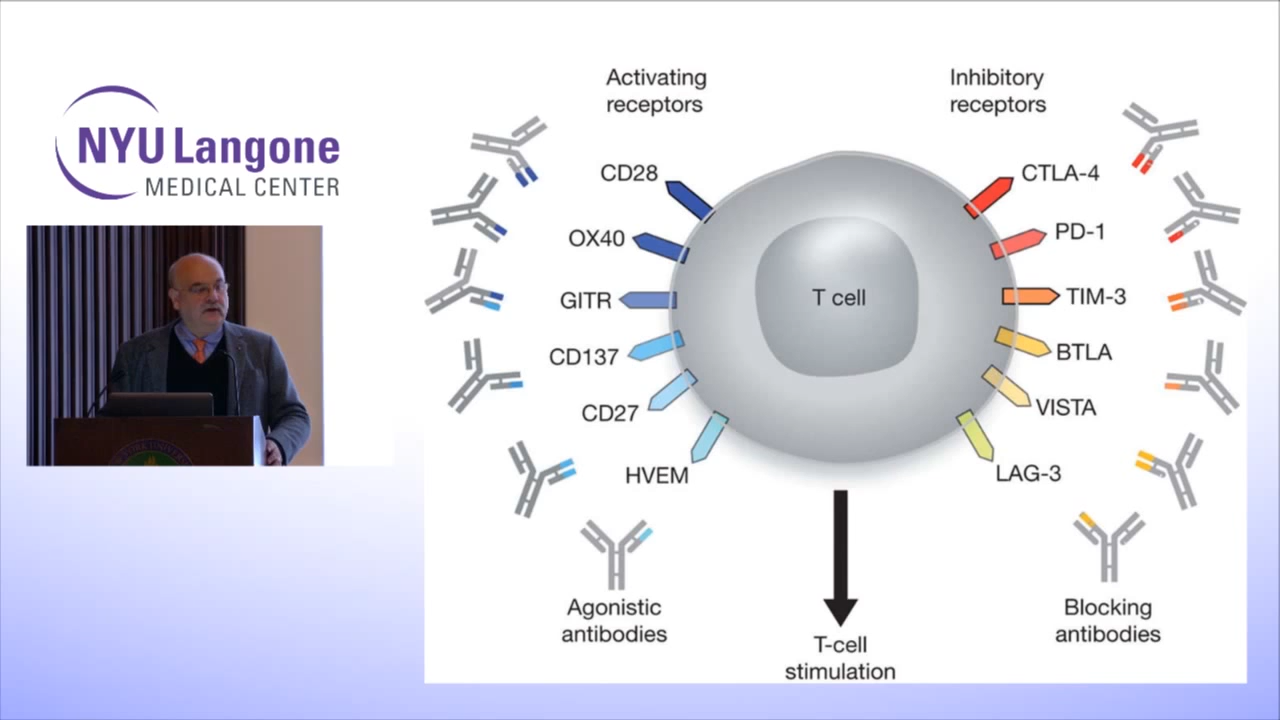 NYU Langone
MEDICAL CENTER
Activating
receptors
Inhibitory
receptors
CD28
OX40
GITR
CD137
CD27
HVEM
T cell
CTLA-4
PD-1
TIM-3
BTLA
VISTA
LAG-3
Agonistic
antibodies
T-cell
stimulation
Blocking
antibodies